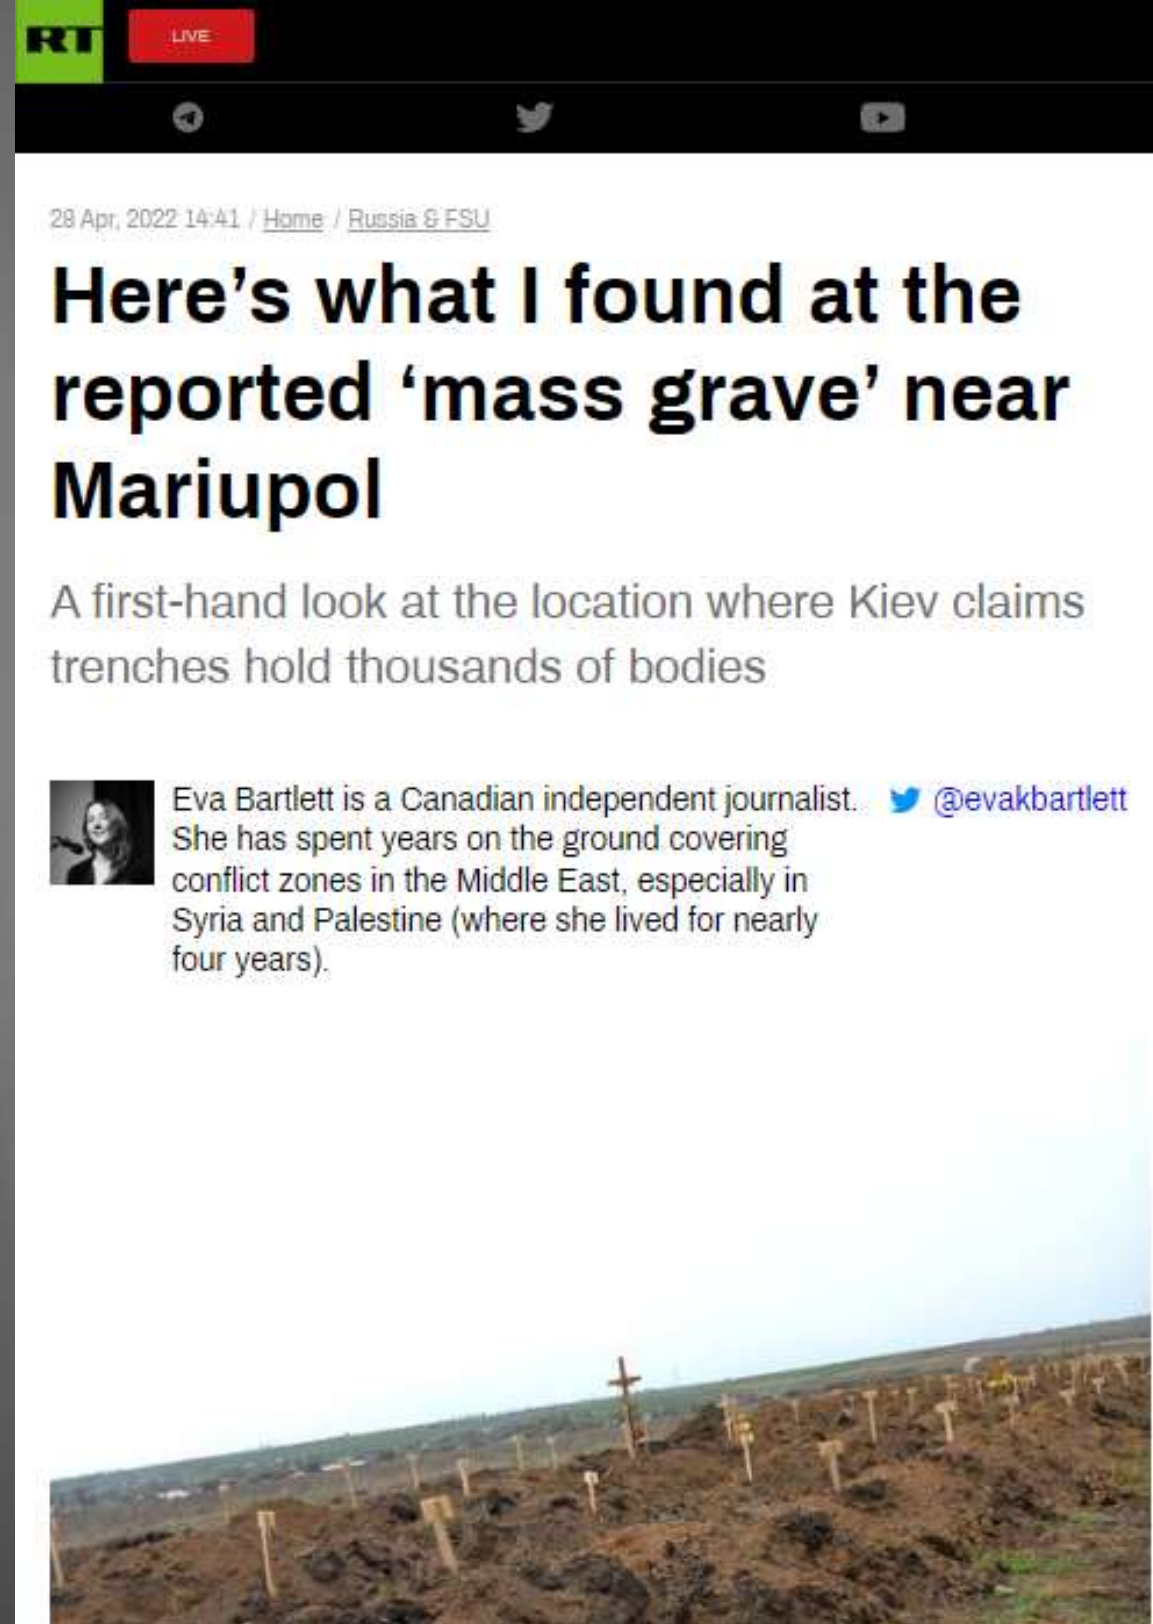 RT
LIVE
28 Apr, 2022 14:41 / Home / Russia & FSU
Here’s what I found at the
reported ‘mass grave’ near
Mariupol
A first-hand look at the location where Kiev claims
trenches hold thousands of bodies
Eva Bartlett is a Canadian independent journalist.
She has spent years on the ground covering
conflict zones in the Middle East, especially in
Syria and Palestine (where she lived for nearly
four years).
@evakbartlett